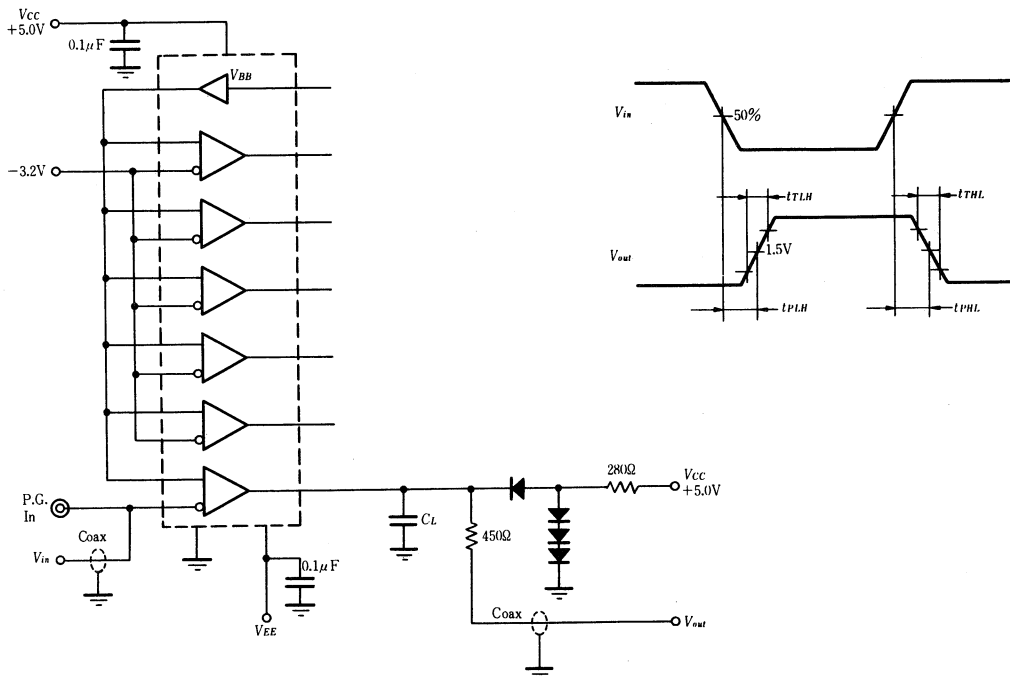 VCC
+5.0V
0.1μF
VBB
−3.2V
P.G.
In
Coax
Vin
0.1μF
VEE
CL
450Ω
280Ω
VCC
+5.0V
Coax
Vout
Vin
50%
tTLH
tTHL
Vout
1.5V
tPLH
tPHL